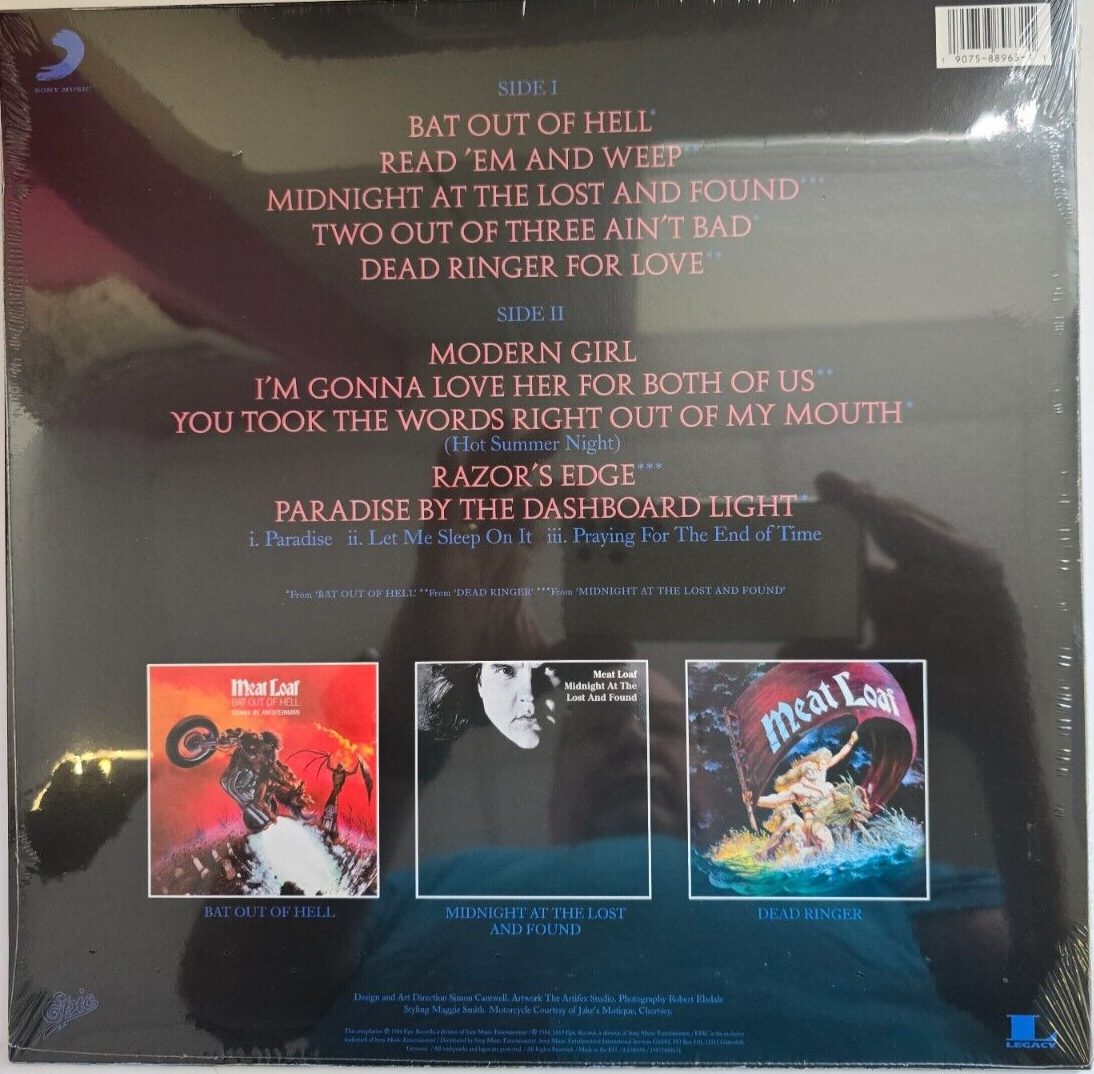 SONY MUSIC
SIDE I
BAT OUT OF HELL*
READ 'EM AND WEEP**
MIDNIGHT AT THE LOST AND FOUND***
TWO OUT OF THREE AIN'T BAD*
DEAD RINGER FOR LOVE**
SIDE II
MODERN GIRL
I'M GONNA LOVE HER FOR BOTH OF US**
YOU TOOK THE WORDS RIGHT OUT OF MY MOUTH*
(Hot Summer Night)
RAZOR'S EDGE***
PARADISE BY THE DASHBOARD LIGHT*
i. Paradise ii. Let Me Sleep On It iii. Praying For The End of Time
*From 'BAT OUT OF HELL' **From 'DEAD RINGER' ***From 'MIDNIGHT AT THE LOST AND FOUND'
Meat Loaf
BAT OUT OF HELL
SONGS BY JIM STEINMAN
Meat Loaf
Midnight At The
Lost And Found
Meat Loaf
BAT OUT OF HELL
MIDNIGHT AT THE LOST
AND FOUND
DEAD RINGER
Design and Art Direction Simon Cantwell. Artwork The Artifex Studio. Photography Robert Elsdale
Styling Maggie Smith. Motorcycle Courtesy of Jake's Motique, Chertsey.
Epic
LEGACY